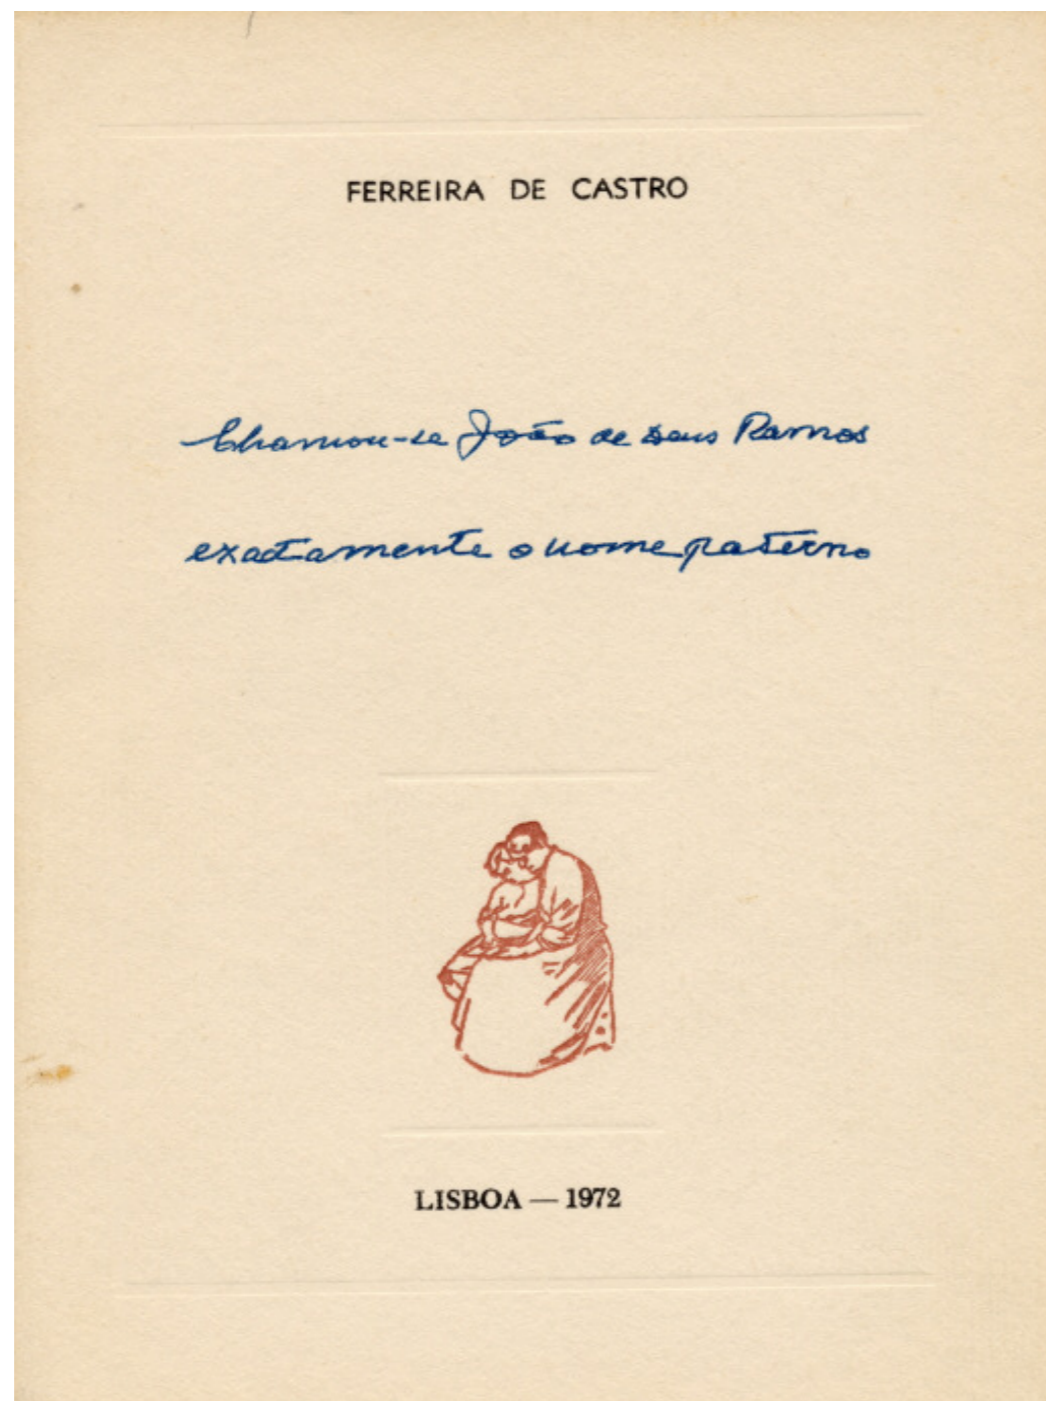 FERREIRA DE CASTRO
Chamou-se João de Deus Ramos
exactamente o nome paterno
LISBOA — 1972